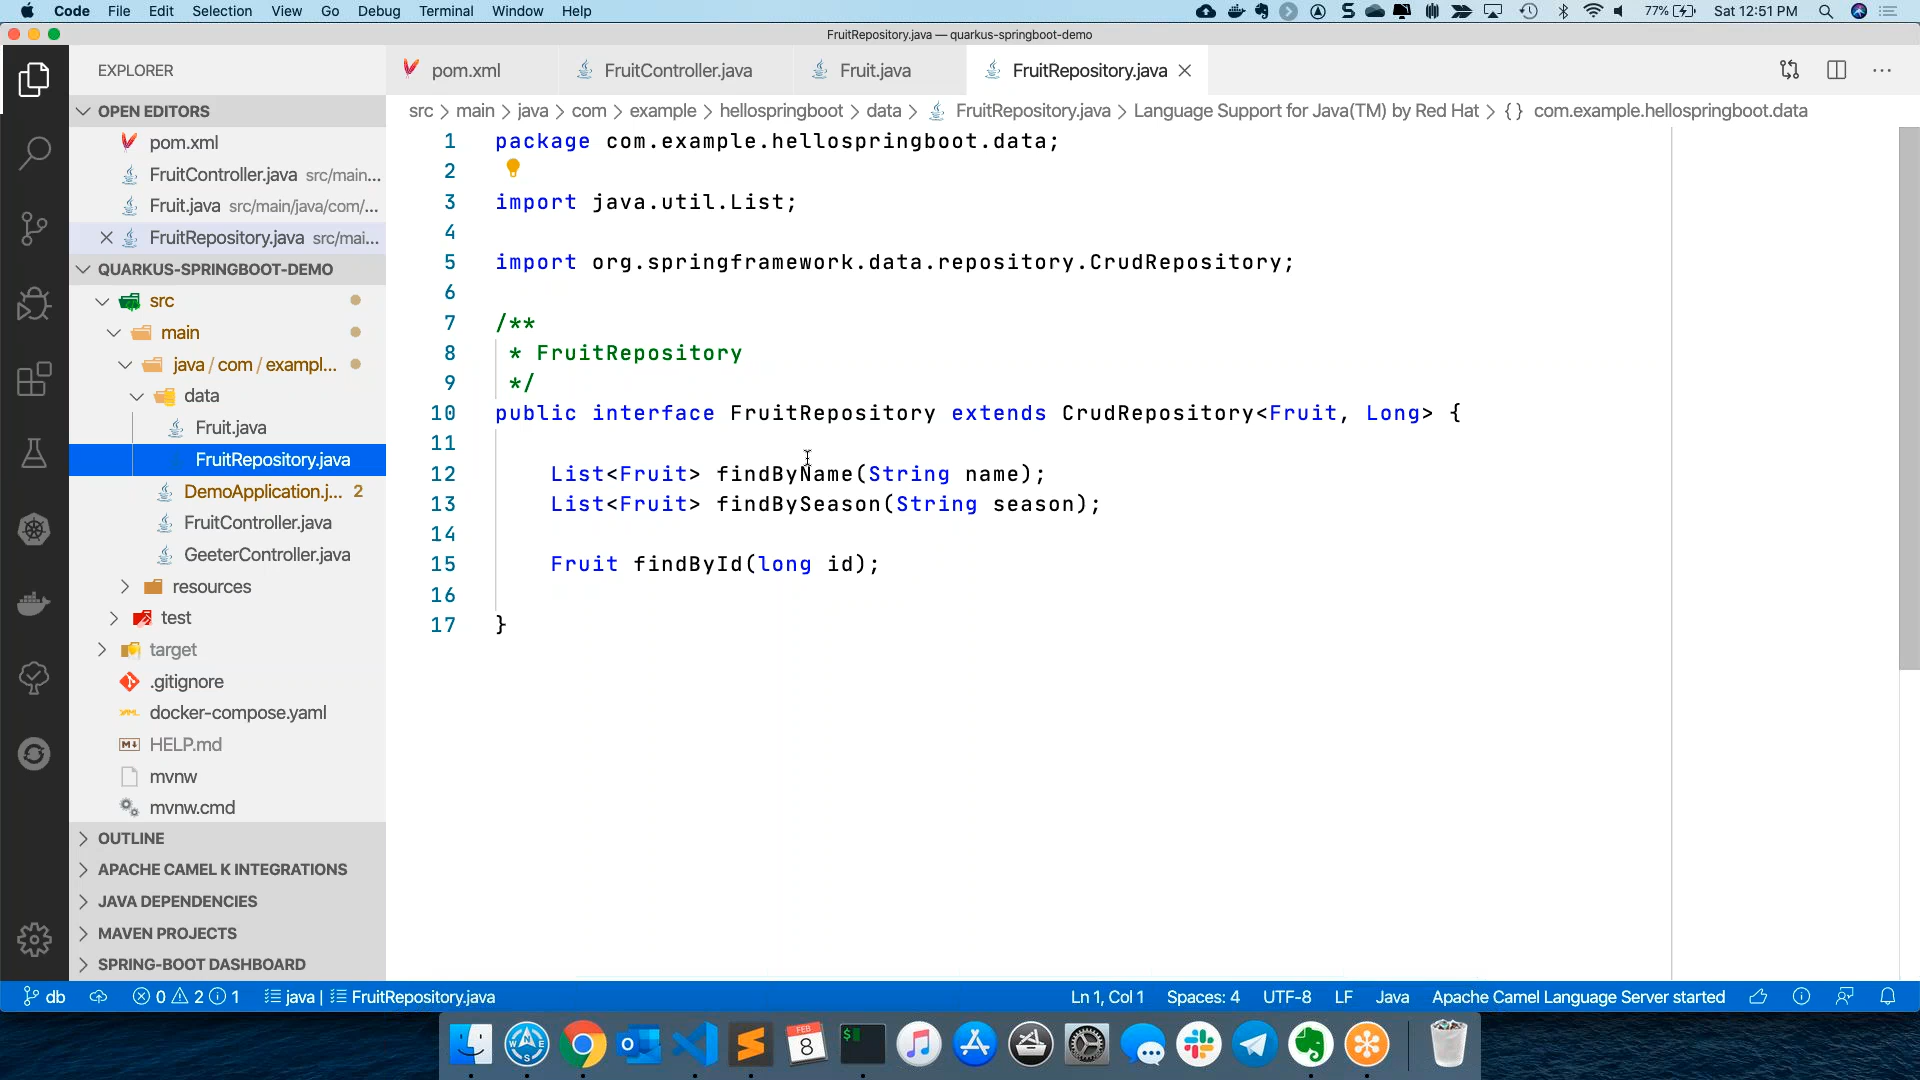 Code File Edit Selection View Go Debug Terminal Window Help 77% Sat 12:51 PM
FruitRepository.java — quarkus-springboot-demo
EXPLORER
OPEN EDITORS
pom.xml
FruitController.java src/main...
Fruit.java src/main/java/com/...
FruitRepository.java src/mai...
QUARKUS-SPRINGBOOT-DEMO
src
main
java / com / exampl...
data
Fruit.java
FruitRepository.java
DemoApplication.j... 2
FruitController.java
GeeterController.java
resources
test
target
.gitignore
docker-compose.yaml
HELP.md
mvnw
mvnw.cmd
OUTLINE
APACHE CAMEL K INTEGRATIONS
JAVA DEPENDENCIES
MAVEN PROJECTS
SPRING-BOOT DASHBOARD
pom.xml FruitController.java Fruit.java FruitRepository.java
src > main > java > com > example > hellospringboot > data > FruitRepository.java > Language Support for Java(TM) by Red Hat > {} com.example.hellospringboot.data
1 package com.example.hellospringboot.data;
2
3 import java.util.List;
4
5 import org.springframework.data.repository.CrudRepository;
6
7 /**
8 * FruitRepository
9 */
10 public interface FruitRepository extends CrudRepository<Fruit, Long> {
11
12 List<Fruit> findByName(String name);
13 List<Fruit> findBySeason(String season);
14
15 Fruit findById(long id);
16
17 }
db 0 2 1 java | FruitRepository.java Ln 1, Col 1 Spaces: 4 UTF-8 LF Java Apache Camel Language Server started
FEB
8